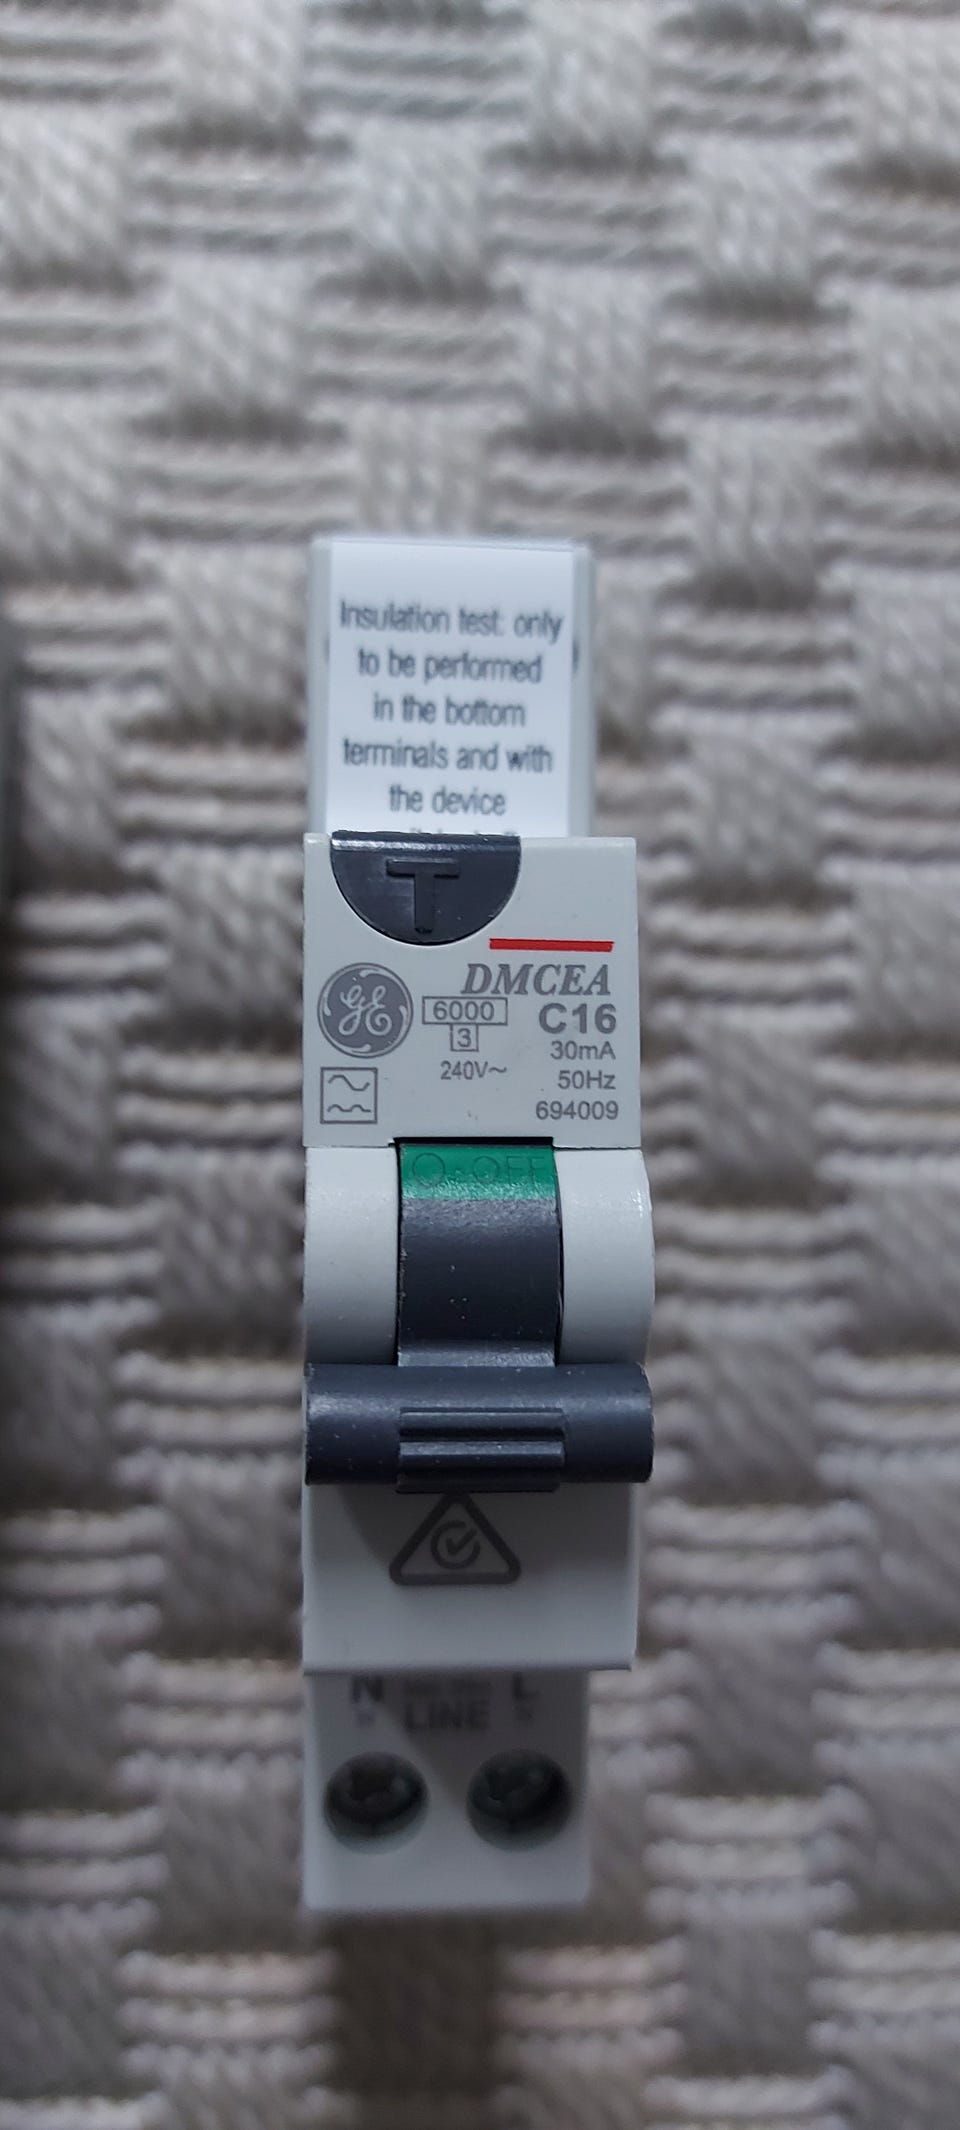 Insulation test: only
to be performed
in the bottom
terminals and with
the device
T
DMCEA
GE 6000 C16
3 30mA
240V~ 50Hz
694009
O-OFF
N L
LINE